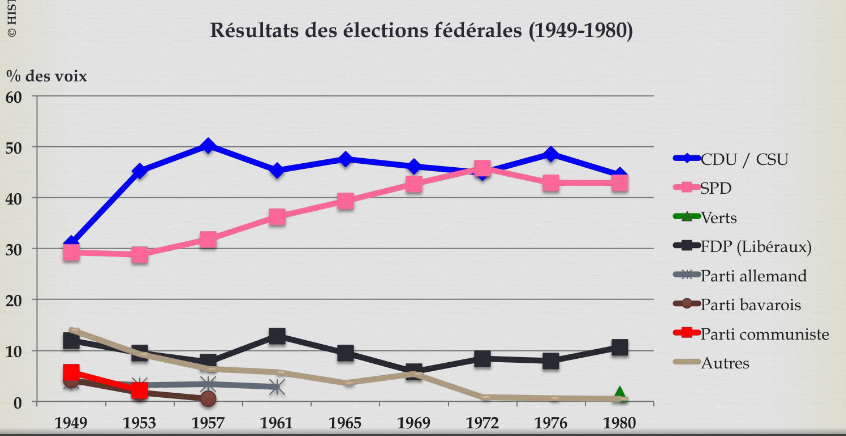 © HIST
Résultats des élections fédérales (1949-1980)
% des voix
60
50
40
30
20
10
0
1949 1953 1957 1961 1965 1969 1972 1976 1980
CDU / CSU
SPD
Verts
FDP (Libéraux)
Parti allemand
Parti bavarois
Parti communiste
Autres